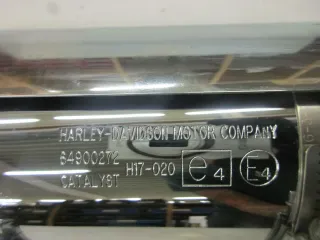 HARLEY-DAVIDSON MOTOR COMPANY
64900272
CATALYST H17-020 e4 E4